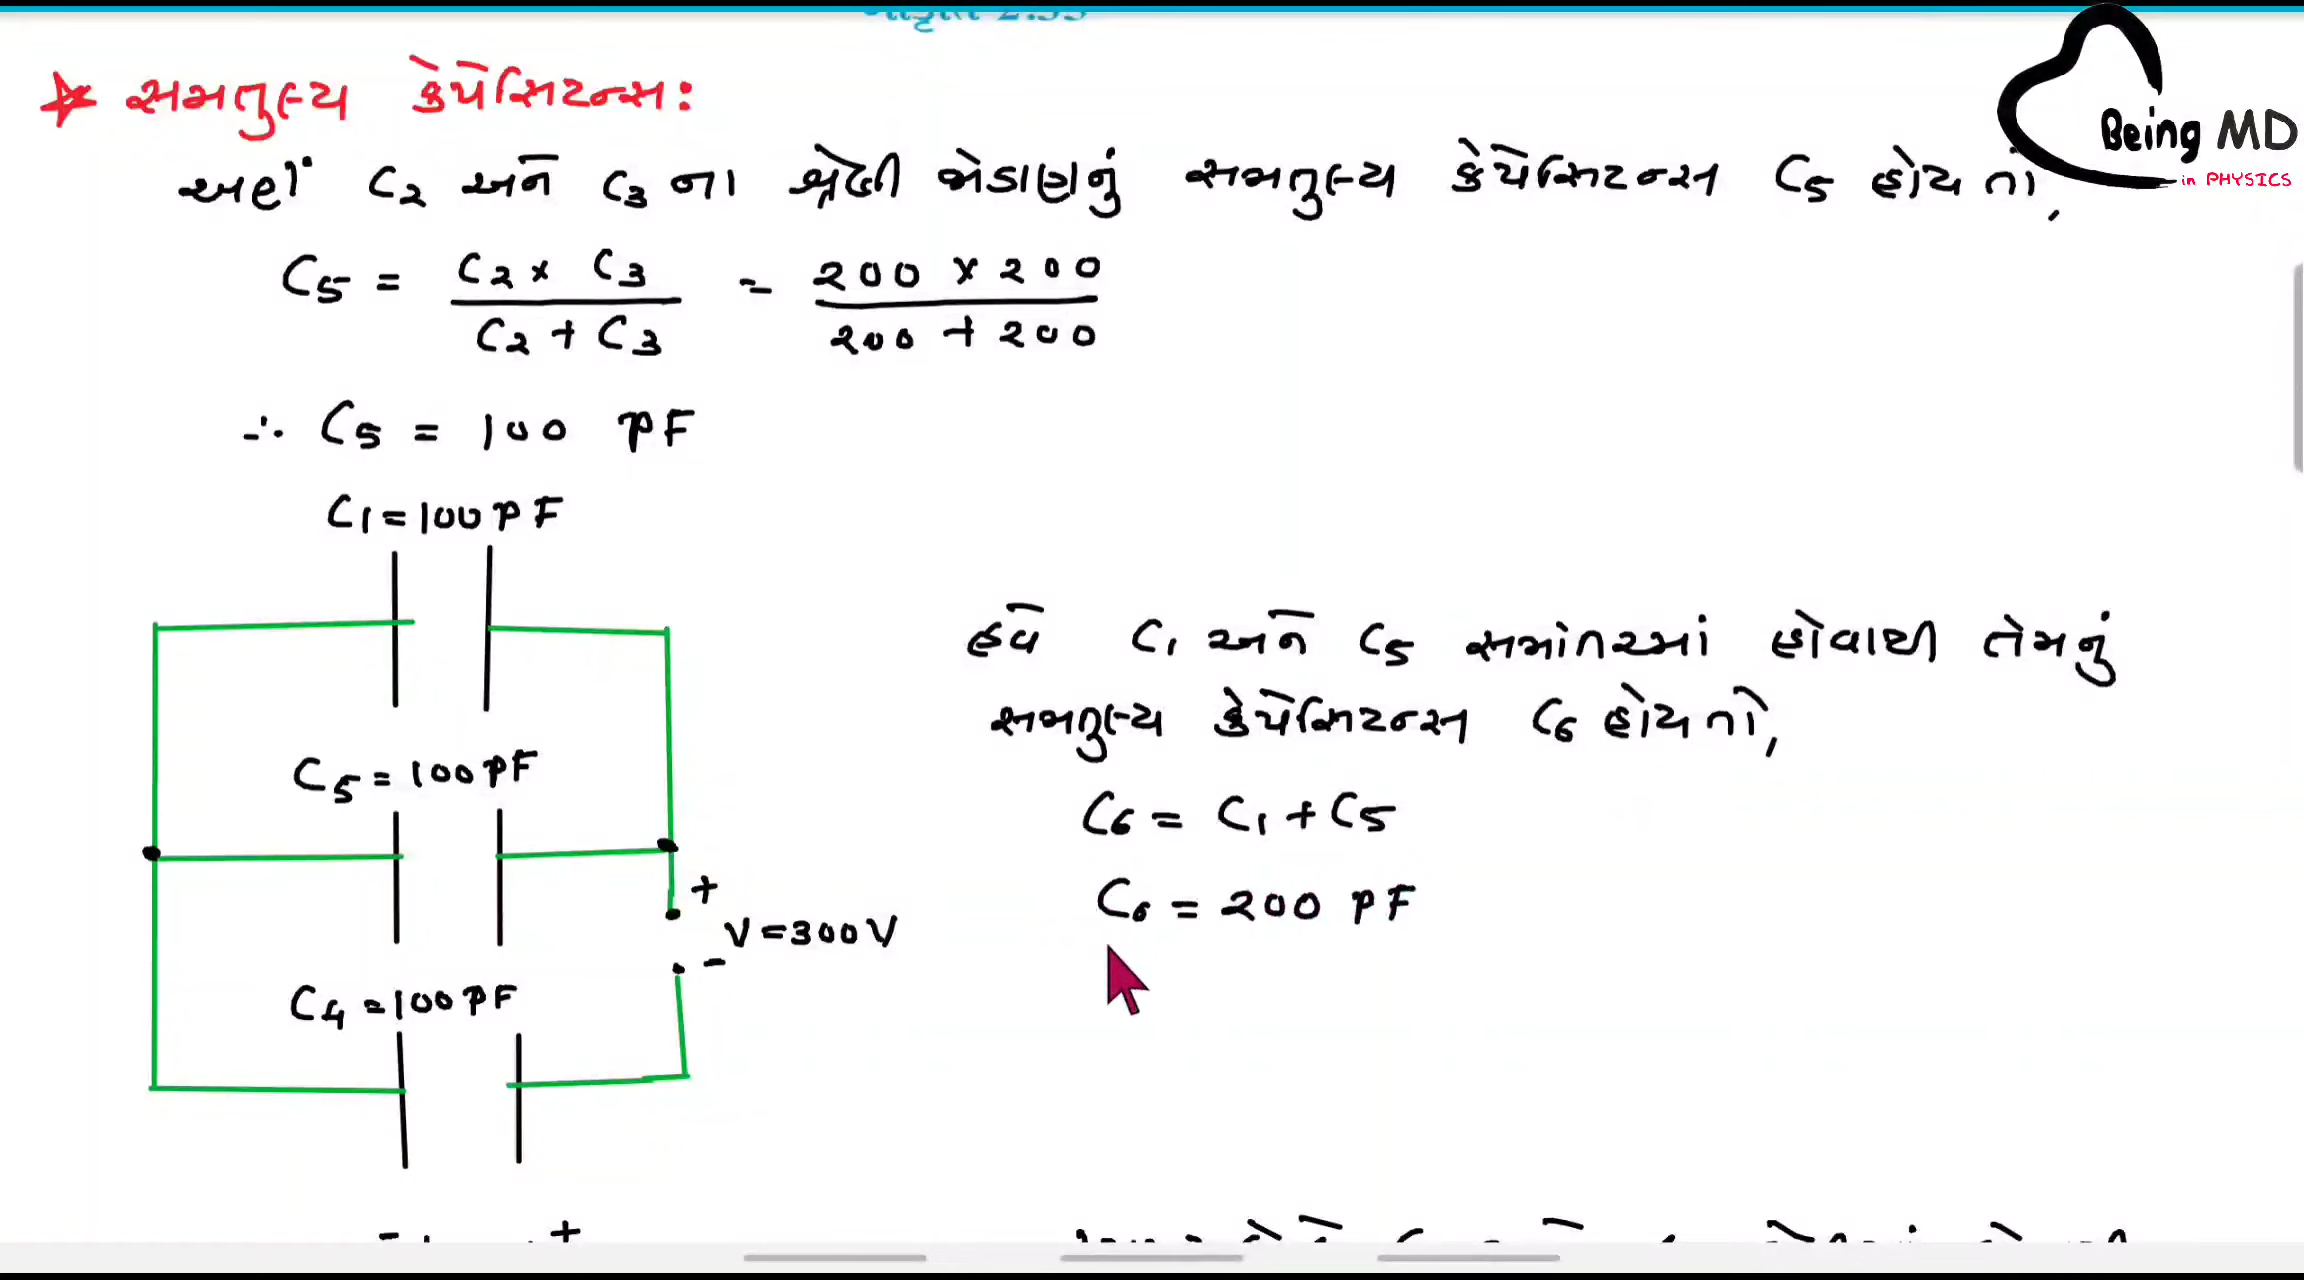 Being MD
in PHYSICS
* સમતુલ્ય કેપેસિટન્સ:
અહીં C₂ અને C₃ ના શ્રેણી જોડાણનું સમતુલ્ય કેપેસિટન્સ C₅ હોય તો,
C₅ = (C₂ × C₃)/(C₂ + C₃) = (200 × 200)/(200 + 200)
∴ C₅ = 100 pF
C₁ = 100 pF
હવે C₁ અને C₅ સમાંતરમાં હોવાથી તેમનું
સમતુલ્ય કેપેસિટન્સ C₆ હોય તો,
C₅ = 100 pF
C₆ = C₁ + C₅
+
C₆ = 200 pF
V = 300 V
-
C₄ = 100 pF
- +